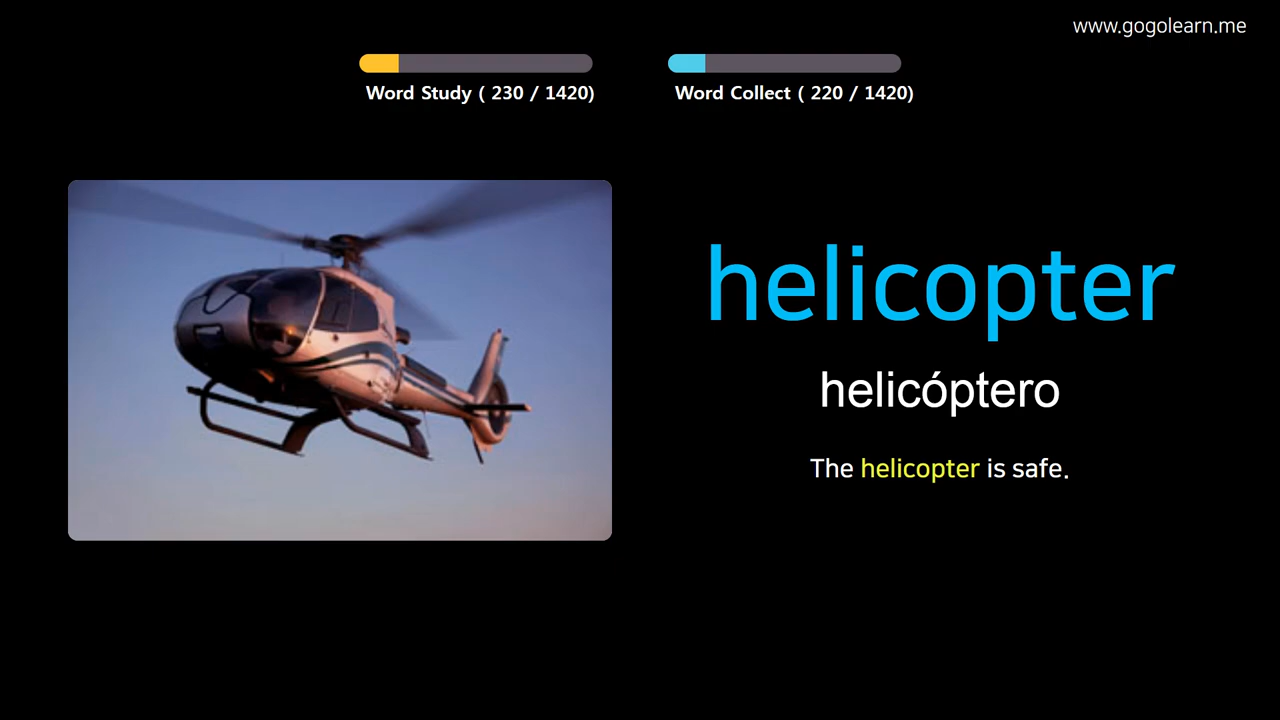 www.gogolearn.me
Word Study ( 230 / 1420)
Word Collect ( 220 / 1420)
helicopter
helicóptero
The helicopter is safe.